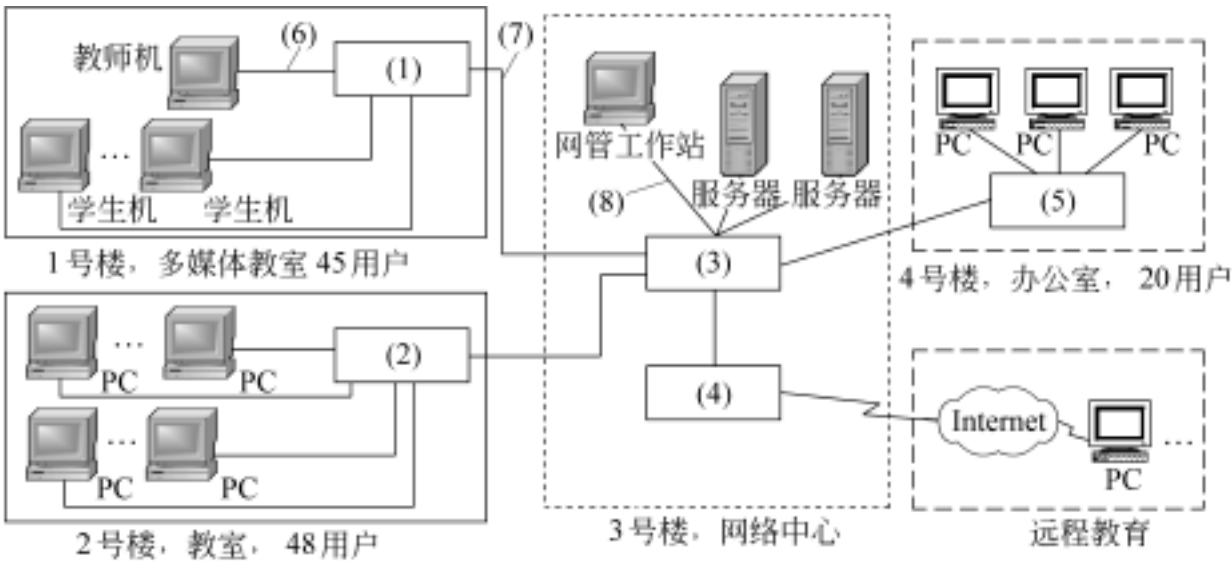 教师机
(6)
(1)
(7)
…
学生机
学生机
1号楼，多媒体教室 45用户
…
PC
PC
(2)
…
PC
PC
2号楼，教室， 48用户
网管工作站
(8)
服务器
服务器
(3)
(4)
3号楼，网络中心
PC
PC
PC
(5)
4号楼，办公室， 20用户
Internet
PC
…
远程教育